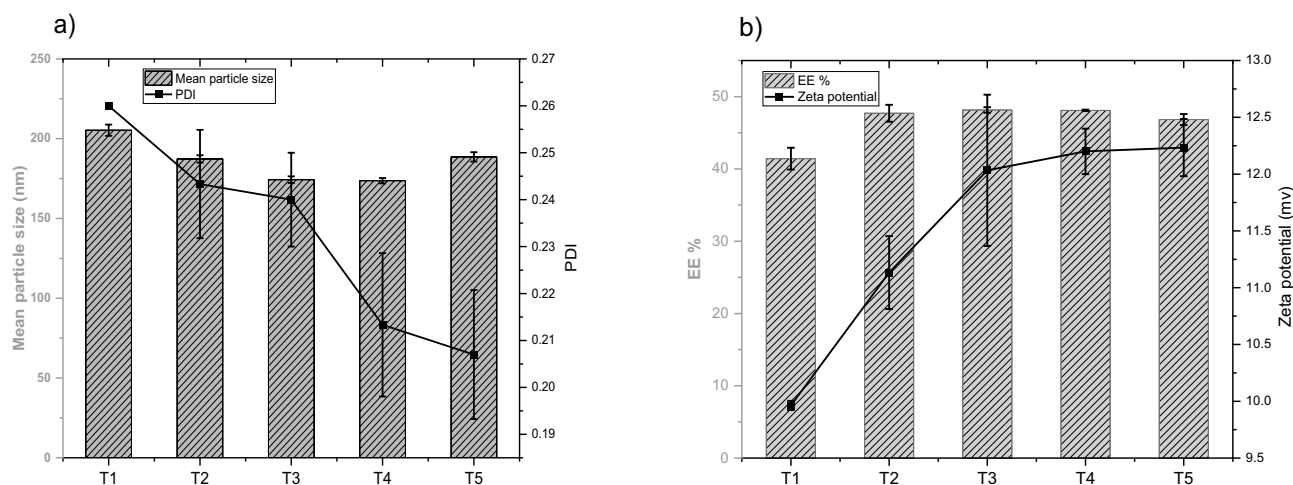 a)
250
200
150
100
50
0
Mean particle size (nm)
Mean particle size
PDI
0.27
0.26
0.25
0.24
0.23
0.22
0.21
0.20
0.19
PDI
T1 T2 T3 T4 T5
b)
50
40
30
20
10
0
EE %
EE %
Zeta potential
13.0
12.5
12.0
11.5
11.0
10.5
10.0
9.5
Zeta potential (mv)
T1 T2 T3 T4 T5